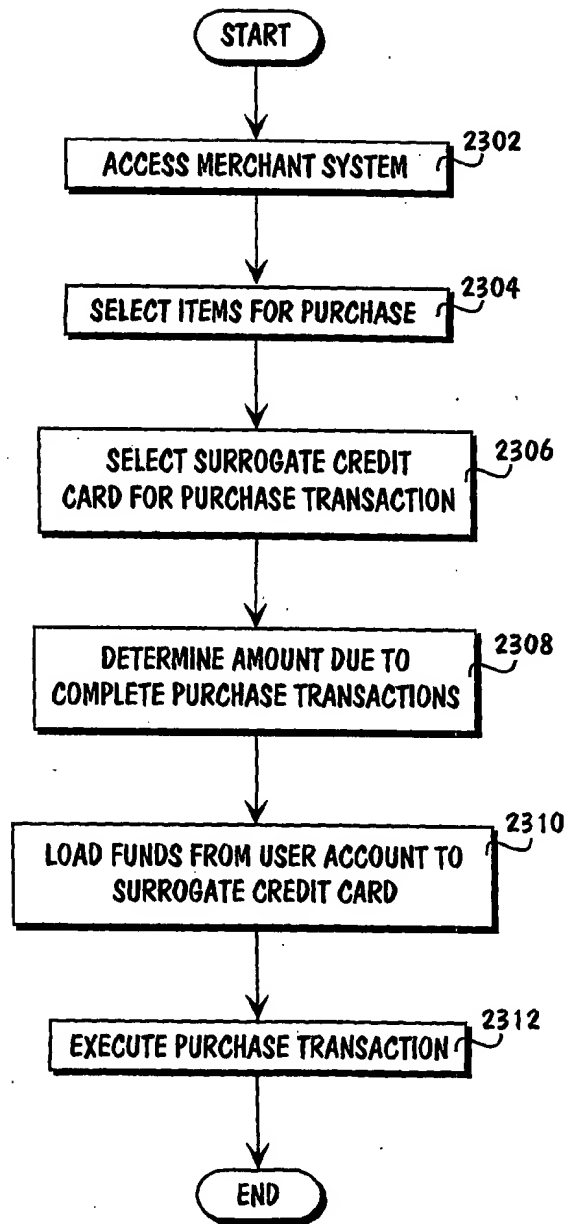 START
ACCESS MERCHANT SYSTEM
2302
SELECT ITEMS FOR PURCHASE
2304
SELECT SURROGATE CREDIT
CARD FOR PURCHASE TRANSACTION
2306
DETERMINE AMOUNT DUE TO
COMPLETE PURCHASE TRANSACTIONS
2308
LOAD FUNDS FROM USER ACCOUNT TO
SURROGATE CREDIT CARD
2310
EXECUTE PURCHASE TRANSACTION
2312
END